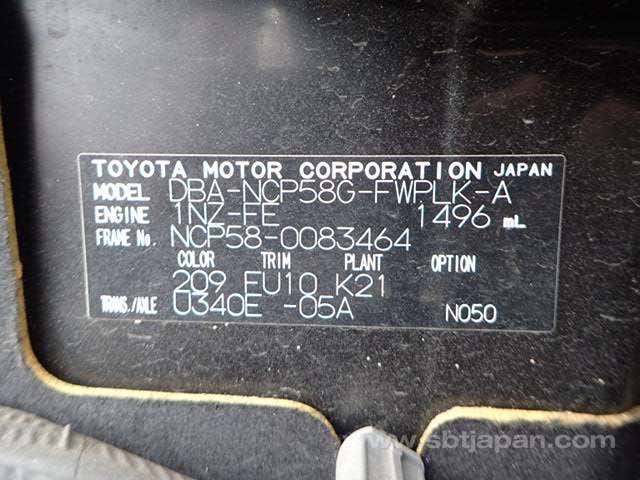 TOYOTA MOTOR CORPORATION JAPAN
MODEL DBA-NCP58G-FWPLK-A
ENGINE 1NZ-FE 1496 mL
FRAME No. NCP58-0083464
COLOR TRIM PLANT OPTION
209 FU10 K21
TRANS./AXLE U340E -05A N050
www.sbtjapan.com